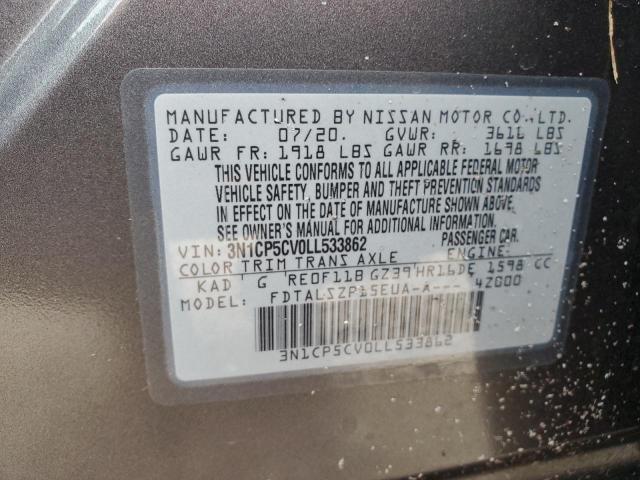 MANUFACTURED BY NISSAN MOTOR CO.,LTD.
DATE: 07/20. GVWR: 3616 LBS
GAWR FR: 1918 LBS GAWR RR: 1698 LBS
THIS VEHICLE CONFORMS TO ALL APPLICABLE FEDERAL MOTOR
VEHICLE SAFETY, BUMPER AND THEFT PREVENTION STANDARDS
IN EFFECT ON THE DATE OF MANUFACTURE SHOWN ABOVE.
SEE OWNER'S MANUAL FOR ADDITIONAL INFORMATION.
VIN: 3N1CP5CV0LL533862 PASSENGER CAR.
COLOR TRIM TRANS AXLE ENGINE:
KAD G RE0F11B GZ39 HR16DE 1598 CC
MODEL: FDTALSZP15EUA-A--- 4Z000
3N1CP5CV0LL533862